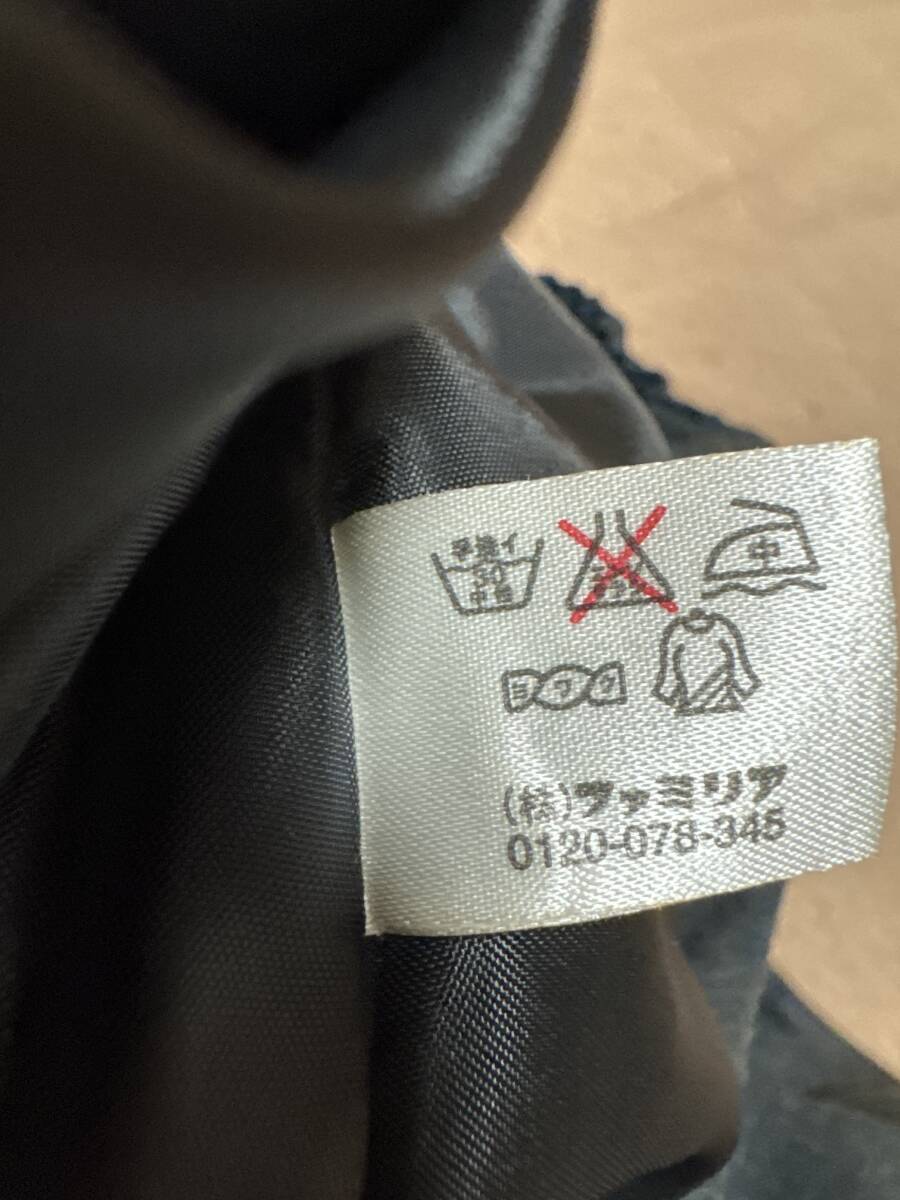 手洗イ
30
中性
中
ヨワク
(株)ファミリア
0120-078-345